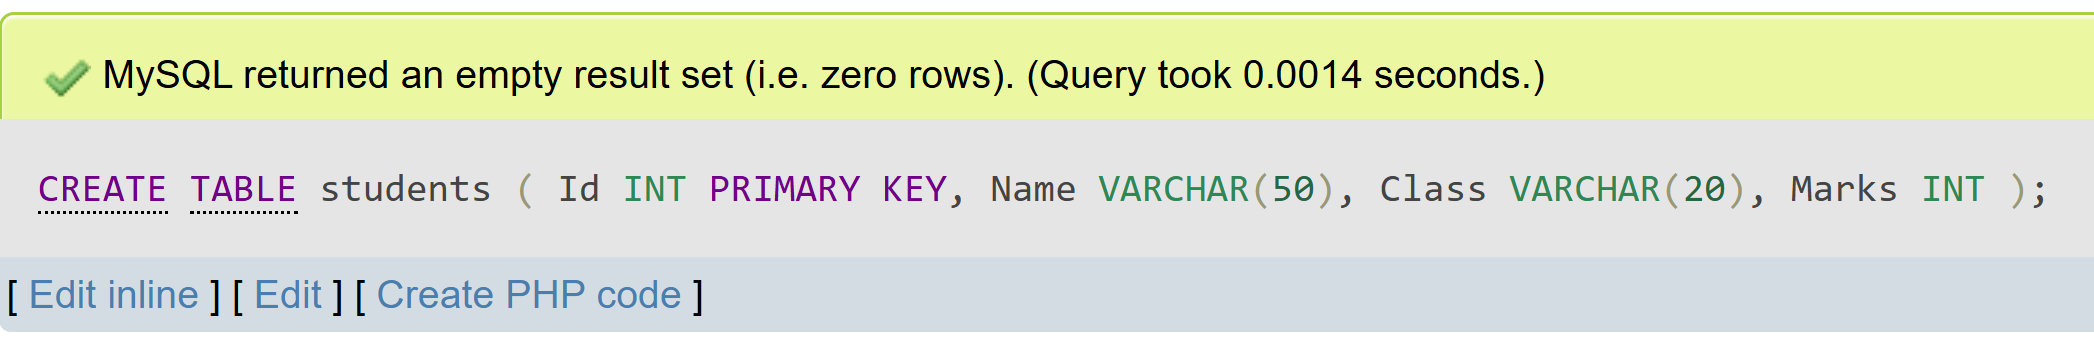 MySQL returned an empty result set (i.e. zero rows). (Query took 0.0014 seconds.)
CREATE TABLE students ( Id INT PRIMARY KEY, Name VARCHAR(50), Class VARCHAR(20), Marks INT );
[ Edit inline ] [ Edit ] [ Create PHP code ]